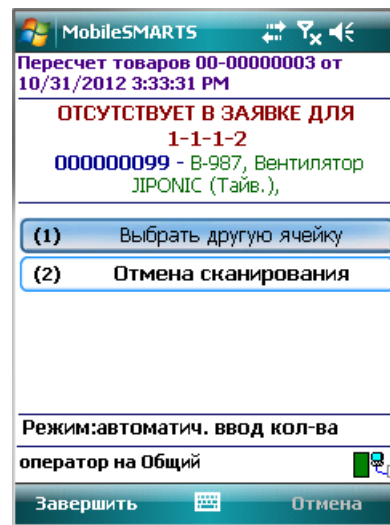 MobileSMARTS
Пересчет товаров 00-00000003 от
10/31/2012 3:33:31 PM
ОТСУТСТВУЕТ В ЗАЯВКЕ ДЛЯ
1-1-1-2
000000099 - В-987, Вентилятор
JIPONIC (Тайв.),
(1) Выбрать другую ячейку
(2) Отмена сканирования
Режим:автоматич. ввод кол-ва
оператор на Общий
Завершить Отмена